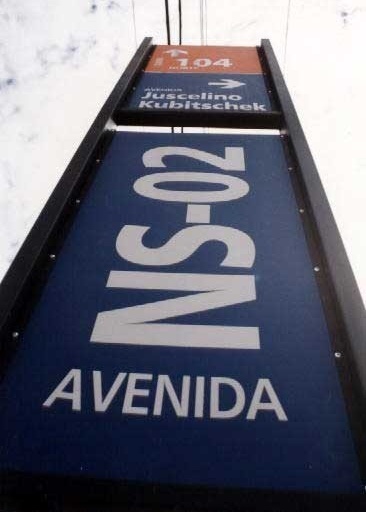 104
AVENIDA
Juscelino
Kubitschek
NS-02
AVENIDA